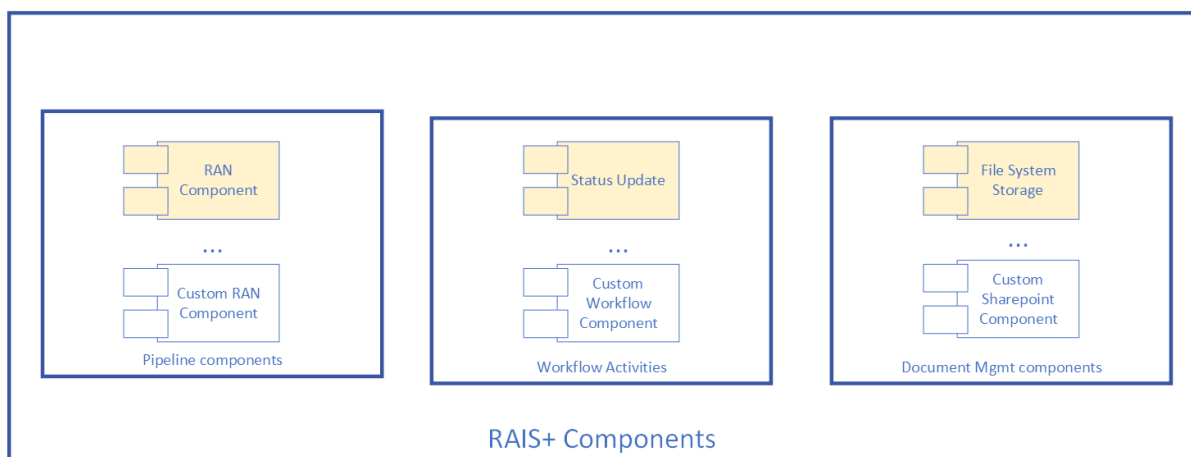 RAN
Component
...
Custom RAN
Component
Pipeline components
Status Update
...
Custom
Workflow
Component
Workflow Activities
File System
Storage
...
Custom
Sharepoint
Component
Document Mgmt components
RAIS+ Components